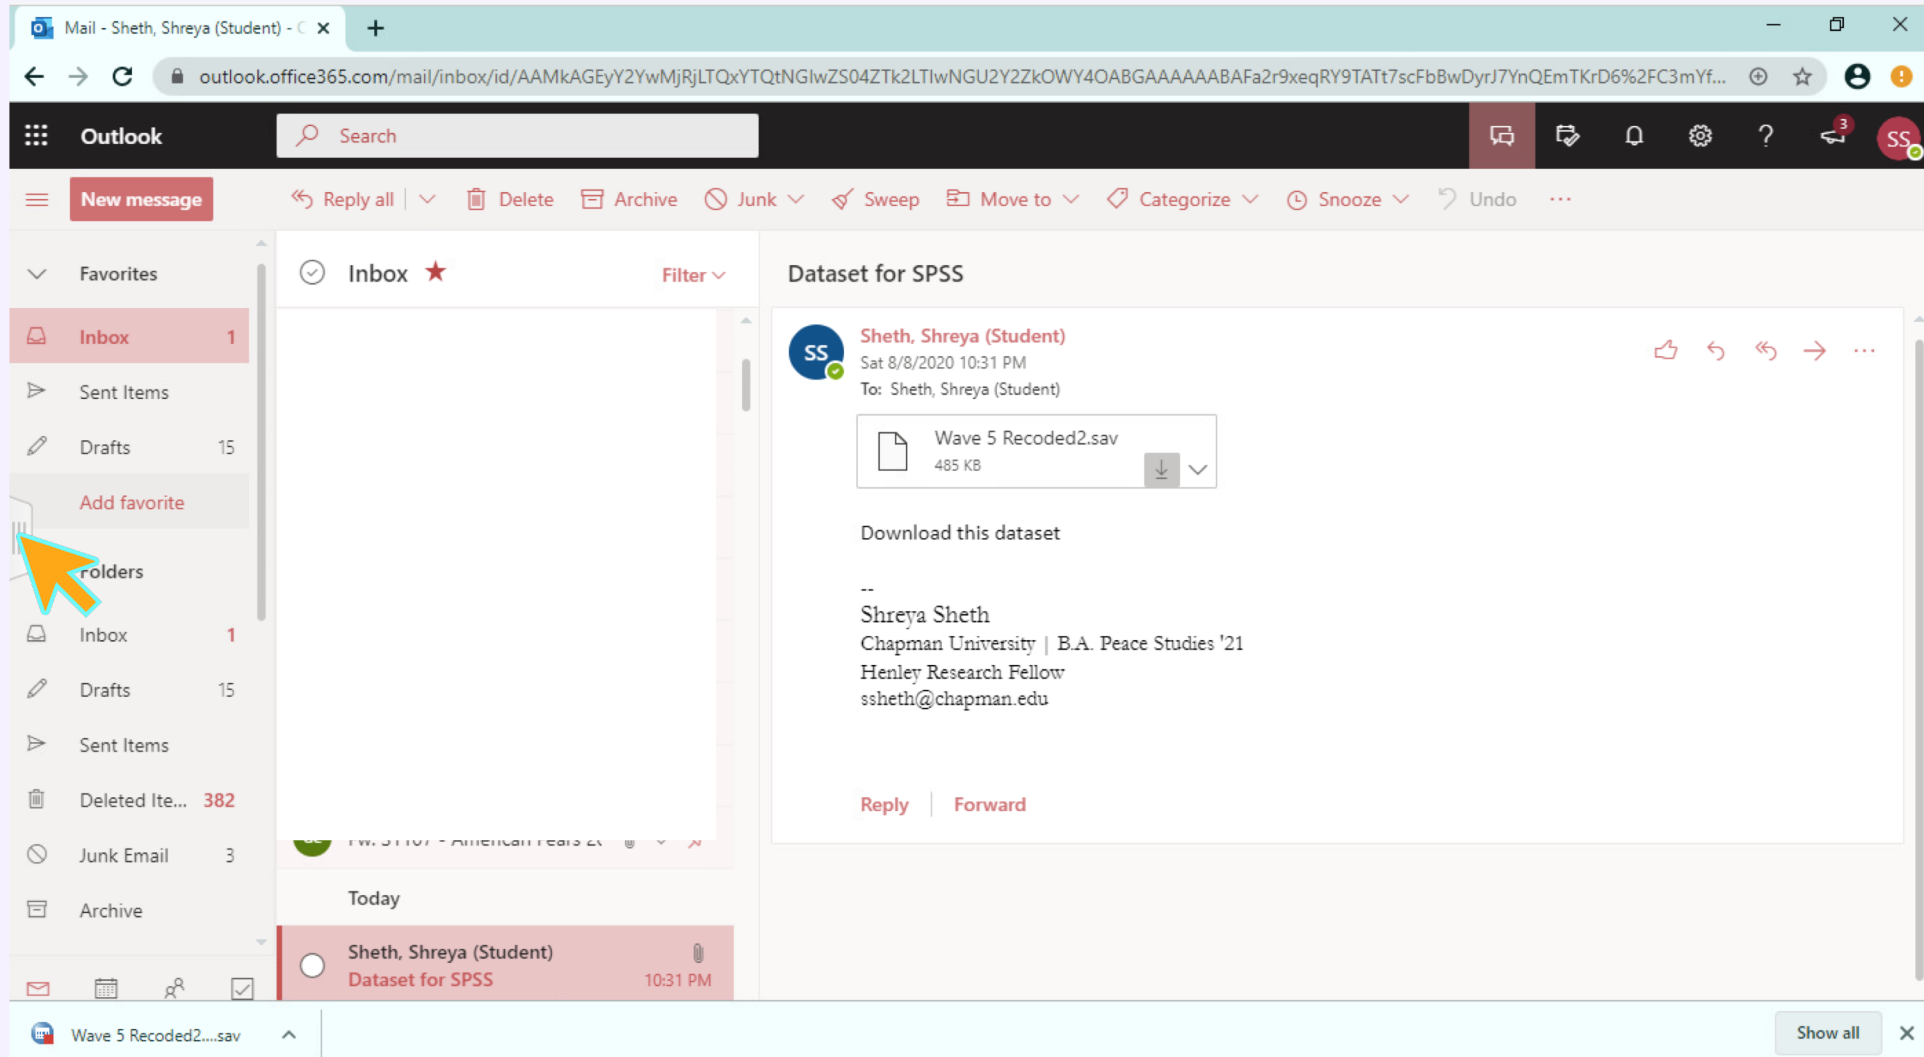 Mail - Sheth, Shreya (Student) - 
outlook.office365.com/mail/inbox/id/AAMkAGEyY2YwMjRjLTQxYTQtNGIwZS04ZTk2LTIwNGU2Y2ZkOWY4OABGAAAAAABAFa2r9xeqRY9TATt7scFbBwDyrJ7YnQEmTKrD6%2FC3mYf...
Outlook
Search
3
SS
New message
Reply all
Delete
Archive
Junk
Sweep
Move to
Categorize
Snooze
Undo
Favorites
Inbox 1
Sent Items
Drafts 15
Add favorite
Folders
Inbox 1
Drafts 15
Sent Items
Deleted Ite... 382
Junk Email 3
Archive
Inbox
Filter
Today
Sheth, Shreya (Student)
Dataset for SPSS 10:31 PM
Dataset for SPSS
SS
Sheth, Shreya (Student)
Sat 8/8/2020 10:31 PM
To: Sheth, Shreya (Student)
Wave 5 Recoded2.sav
485 KB
Download this dataset
--
Shreya Sheth
Chapman University | B.A. Peace Studies '21
Henley Research Fellow
ssheth@chapman.edu
Reply
Forward
Wave 5 Recoded2....sav
Show all